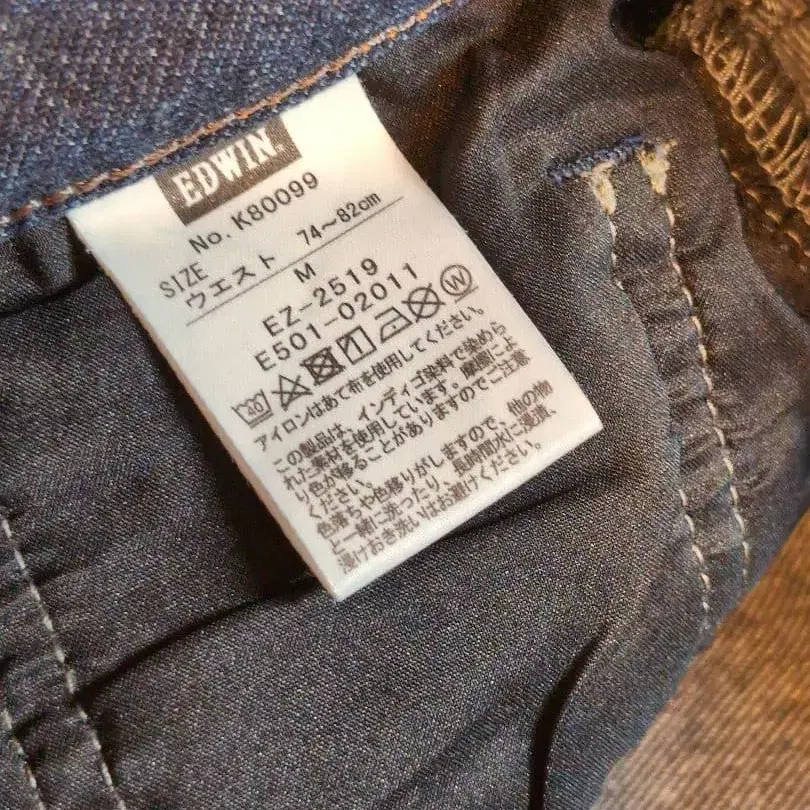 EDWIN
No. K80099
SIZE
ウエスト 74〜82cm
M
EZ-2519
E501-02011
40 W
アイロンはあて布を使用してください。
この製品は、インディゴ染料で染めら
れた素材を使用しています。摩擦によ
り色が移ることがありますのでご注意
ください。
色落ちや色移りがしますので、他の物
と一緒に洗ったり、長時間水に浸漬、
浸けおき洗いはお避けください。